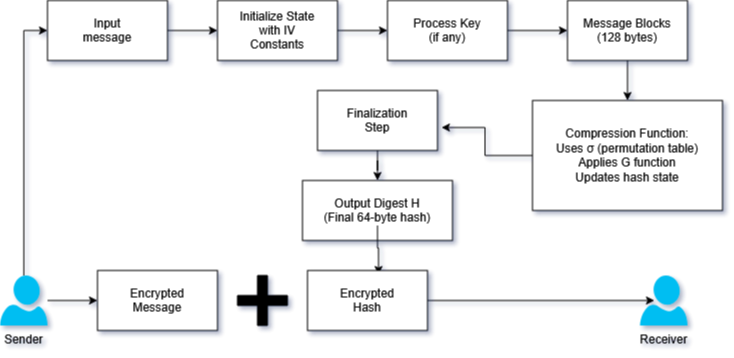 Input
message
Initialize State
with IV
Constants
Process Key
(if any)
Message Blocks
(128 bytes)
Finalization
Step
Compression Function:
Uses σ (permutation table)
Applies G function
Updates hash state
Output Digest H
(Final 64-byte hash)
Encrypted
Message
Encrypted
Hash
Sender
Receiver